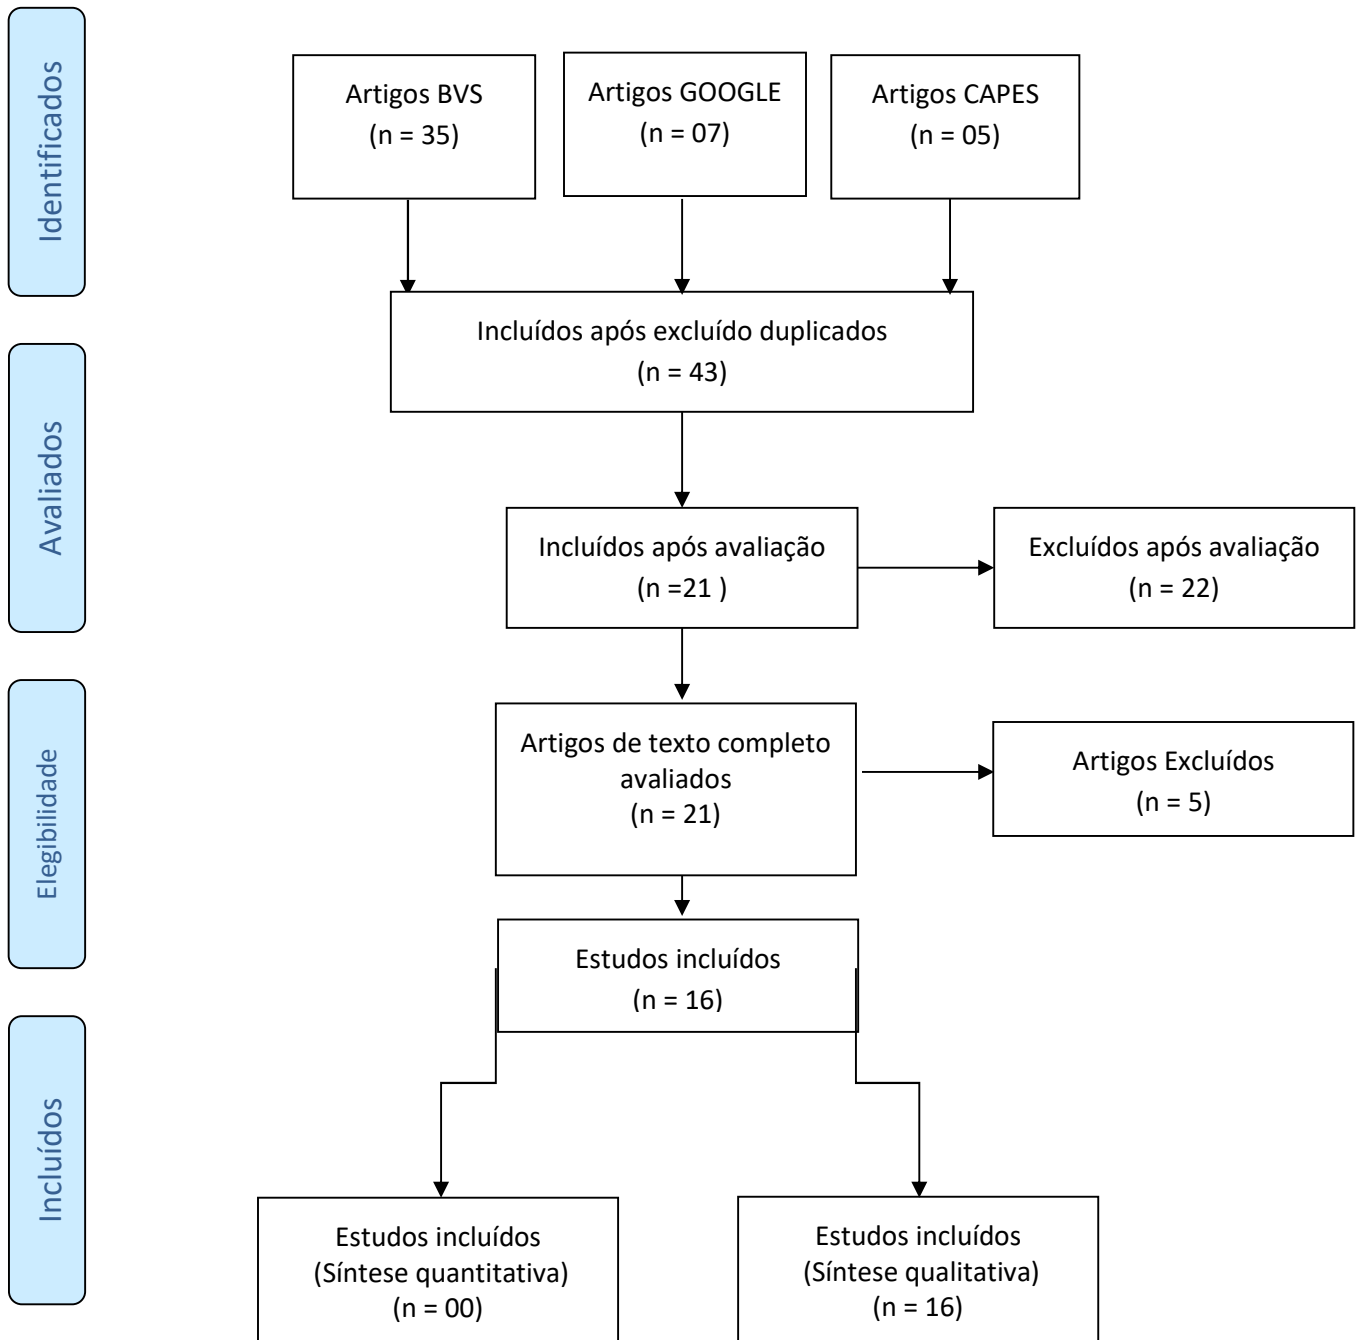 Identificados
Artigos BVS
(n = 35)
Artigos GOOGLE
(n = 07)
Artigos CAPES
(n = 05)
Incluídos após excluído duplicados
(n = 43)
Avaliados
Incluídos após avaliação
(n =21 )
Excluídos após avaliação
(n = 22)
Elegibilidade
Artigos de texto completo
avaliados
(n = 21)
Artigos Excluídos
(n = 5)
Estudos incluídos
(n = 16)
Incluídos
Estudos incluídos
(Síntese quantitativa)
(n = 00)
Estudos incluídos
(Síntese qualitativa)
(n = 16)